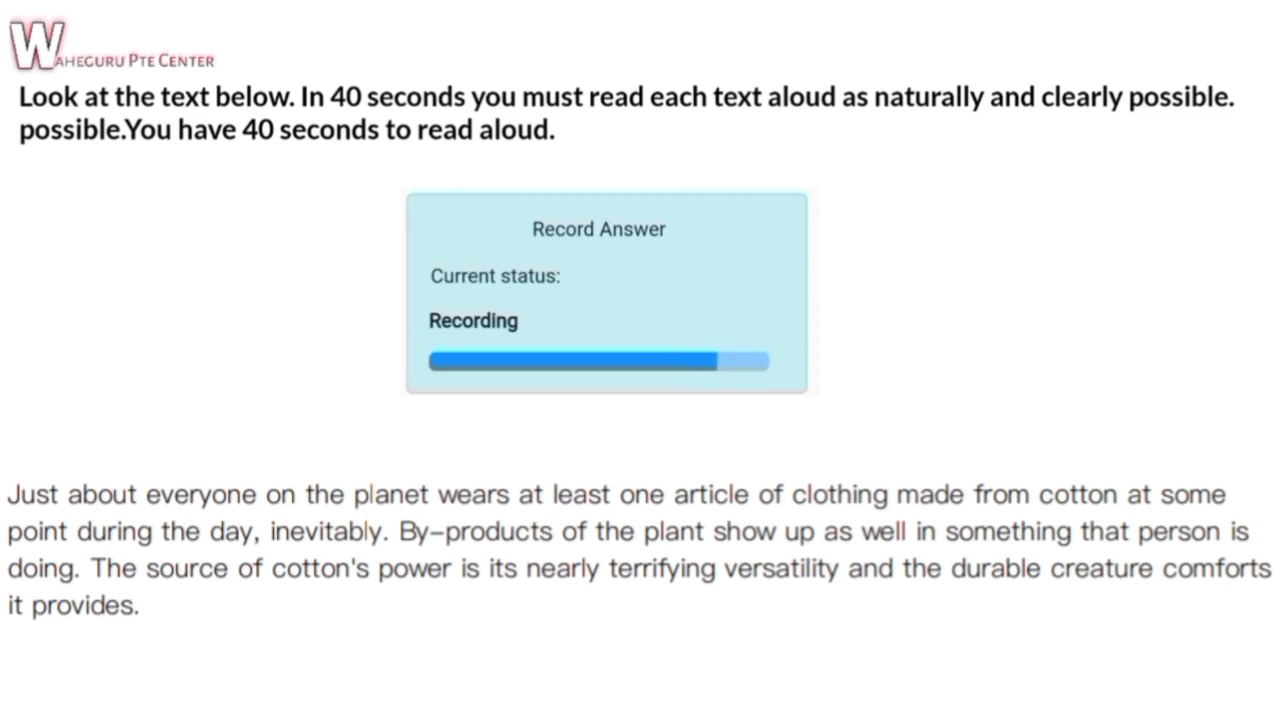 WAHEGURU PTE CENTER
Look at the text below. In 40 seconds you must read each text aloud as naturally and clearly possible.
possible.You have 40 seconds to read aloud.
Record Answer
Current status:
Recording
Just about everyone on the planet wears at least one article of clothing made from cotton at some
point during the day, inevitably. By-products of the plant show up as well in something that person is
doing. The source of cotton's power is its nearly terrifying versatility and the durable creature comforts
it provides.